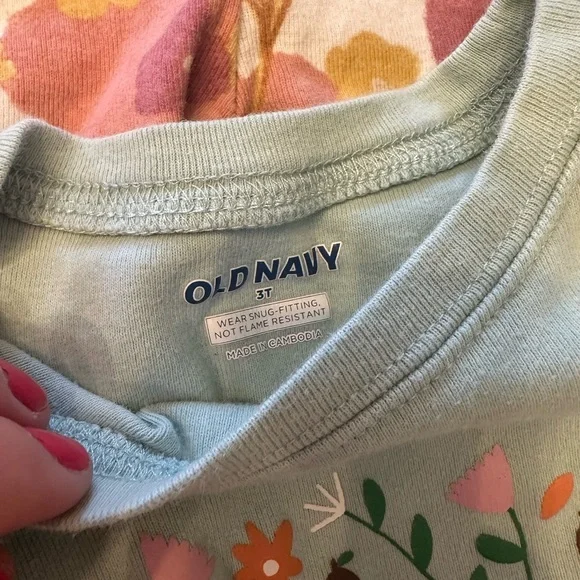 OLD NAVY
3T
WEAR SNUG-FITTING,
NOT FLAME RESISTANT
MADE IN CAMBODIA